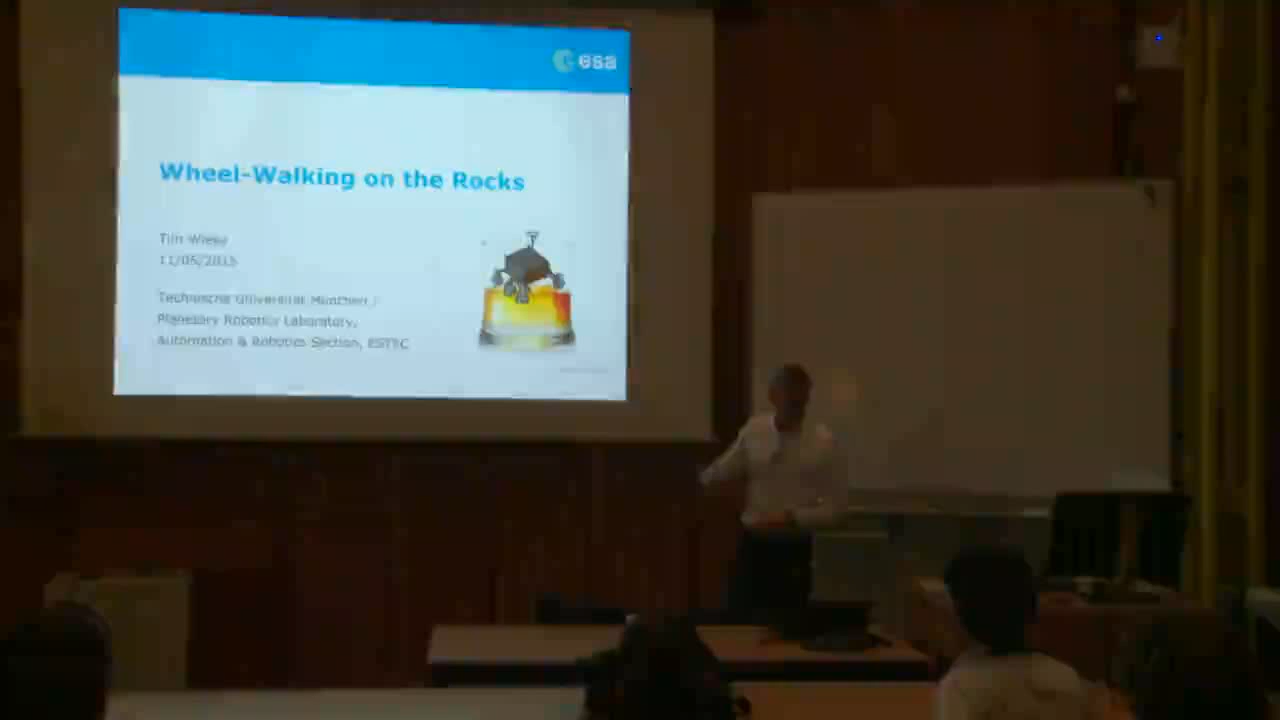 esa
Wheel-Walking on the Rocks
Tim
11/05/2015
Technische Universität München /
Planetary Robotics Laboratory,
Automation & Robotics Section, ESTEC